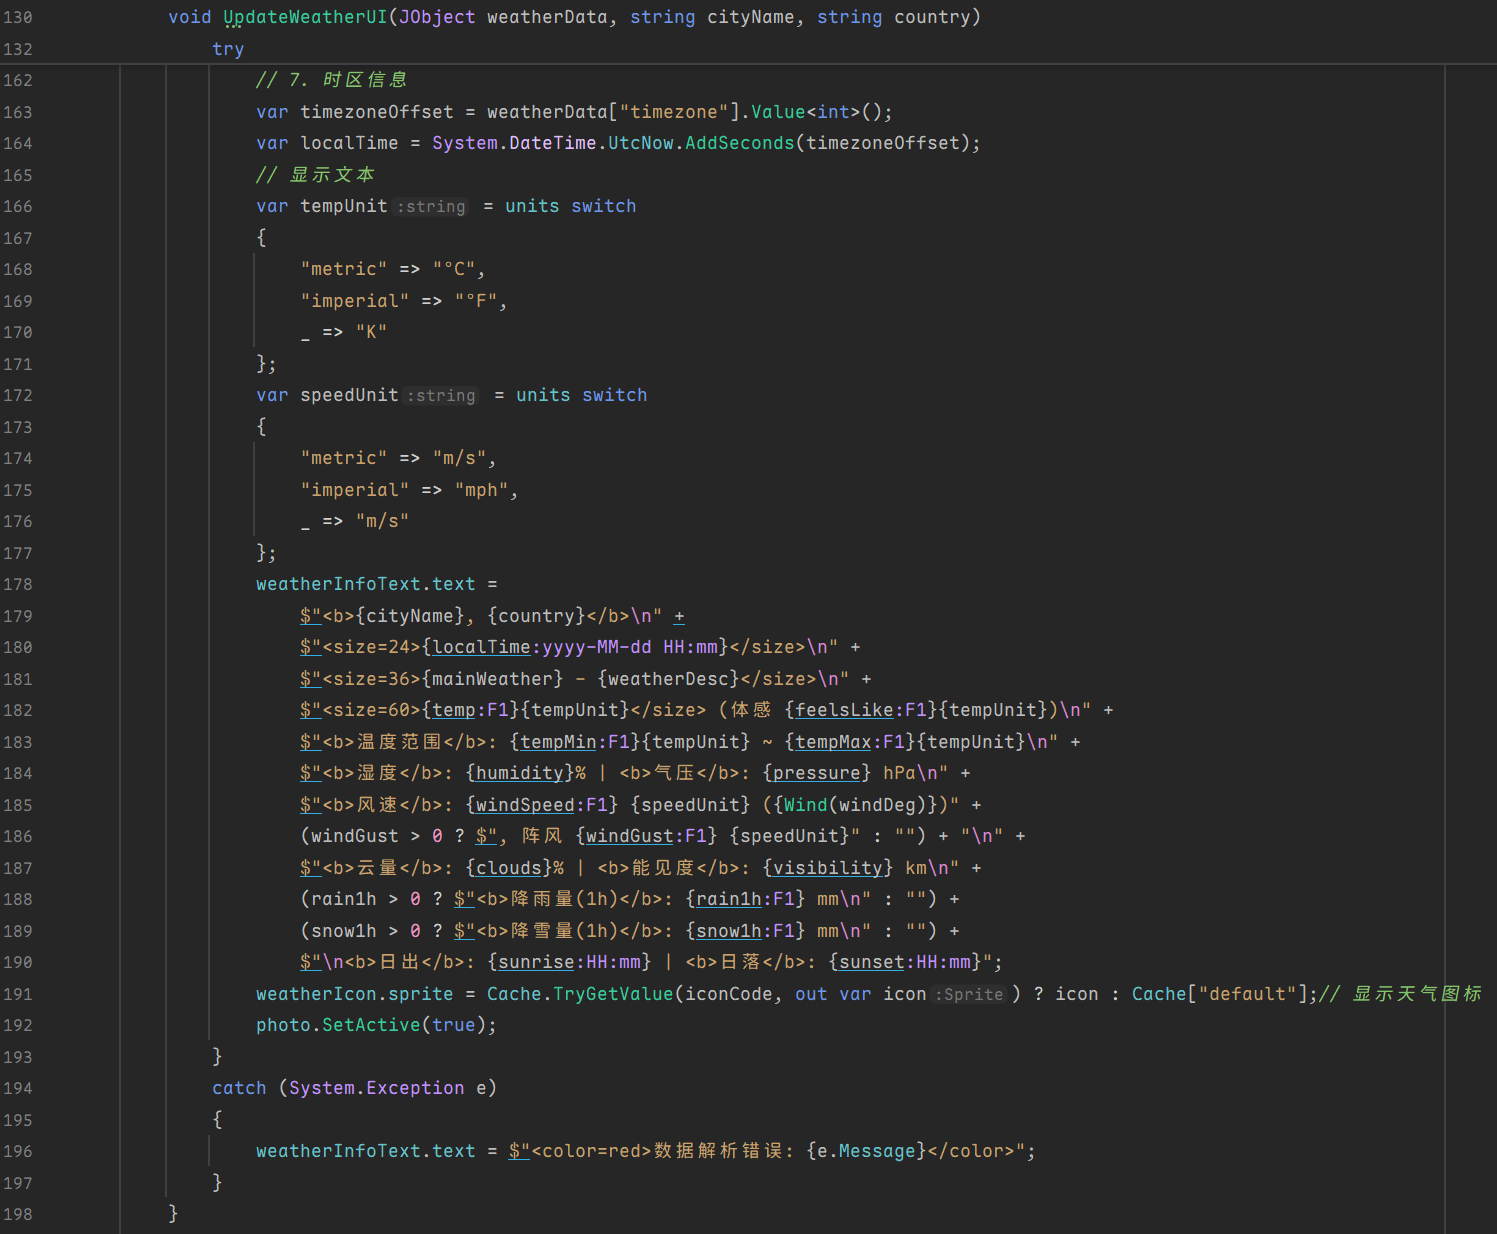 130 void UpdateWeatherUI(JObject weatherData, string cityName, string country)
132 try
162 // 7. 时区信息
163 var timezoneOffset = weatherData["timezone"].Value<int>();
164 var localTime = System.DateTime.UtcNow.AddSeconds(timezoneOffset);
165 // 显示文本
166 var tempUnit :string = units switch
167 {
168 "metric" => "°C",
169 "imperial" => "°F",
170 _ => "K"
171 };
172 var speedUnit :string = units switch
173 {
174 "metric" => "m/s",
175 "imperial" => "mph",
176 _ => "m/s"
177 };
178 weatherInfoText.text =
179 $"<b>{cityName}, {country}</b>\n" +
180 $"<size=24>{localTime:yyyy-MM-dd HH:mm}</size>\n" +
181 $"<size=36>{mainWeather} - {weatherDesc}</size>\n" +
182 $"<size=60>{temp:F1}{tempUnit}</size> (体感 {feelsLike:F1}{tempUnit})\n" +
183 $"<b>温度范围</b>: {tempMin:F1}{tempUnit} ~ {tempMax:F1}{tempUnit}\n" +
184 $"<b>湿度</b>: {humidity}% | <b>气压</b>: {pressure} hPa\n" +
185 $"<b>风速</b>: {windSpeed:F1} {speedUnit} ({Wind(windDeg)})" +
186 (windGust > 0 ? $", 阵风 {windGust:F1} {speedUnit}" : "") + "\n" +
187 $"<b>云量</b>: {clouds}% | <b>能见度</b>: {visibility} km\n" +
188 (rain1h > 0 ? $"<b>降雨量(1h)</b>: {rain1h:F1} mm\n" : "") +
189 (snow1h > 0 ? $"<b>降雪量(1h)</b>: {snow1h:F1} mm\n" : "") +
190 $"\n<b>日出</b>: {sunrise:HH:mm} | <b>日落</b>: {sunset:HH:mm}";
191 weatherIcon.sprite = Cache.TryGetValue(iconCode, out var icon :Sprite ) ? icon : Cache["default"];// 显示天气图标
192 photo.SetActive(true);
193 }
194 catch (System.Exception e)
195 {
196 weatherInfoText.text = $"<color=red>数据解析错误: {e.Message}</color>";
197 }
198 }